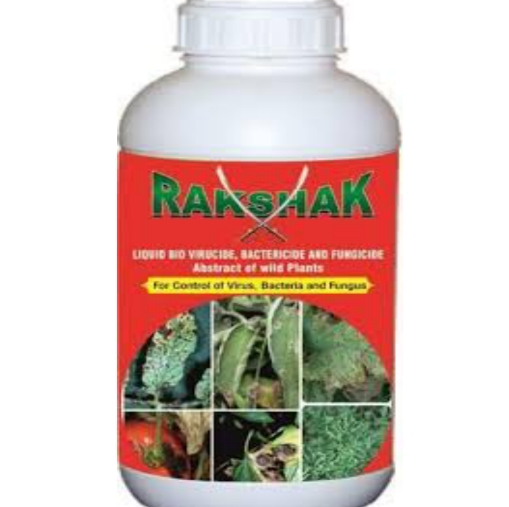 RAKSHAK
LIQUID BIO VIRUCIDE, BACTERICIDE AND FUNGICIDE
Abstract of wild Plants
For Control of Virus, Bacteria and Fungus